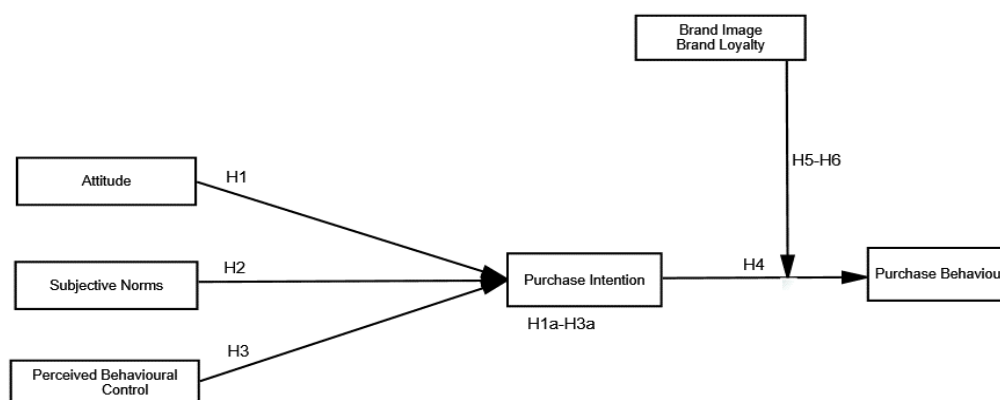 Brand Image
Brand Loyalty
H5-H6
Attitude
H1
Subjective Norms
H2
Perceived Behavioural
Control
H3
Purchase Intention
H1a-H3a
H4
Purchase Behaviou